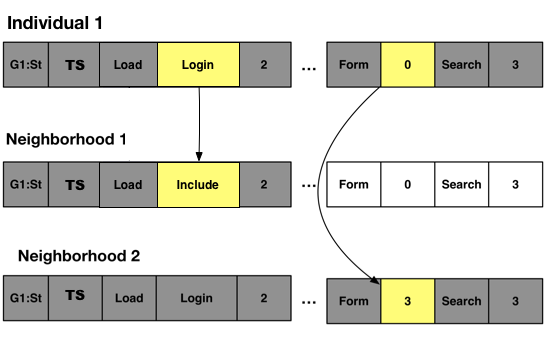 Individual 1
G1:St TS Load Login 2 ... Form 0 Search 3
Neighborhood 1
G1:St TS Load Include 2 ... Form 0 Search 3
Neighborhood 2
G1:St TS Load Login 2 ... Form 3 Search 3